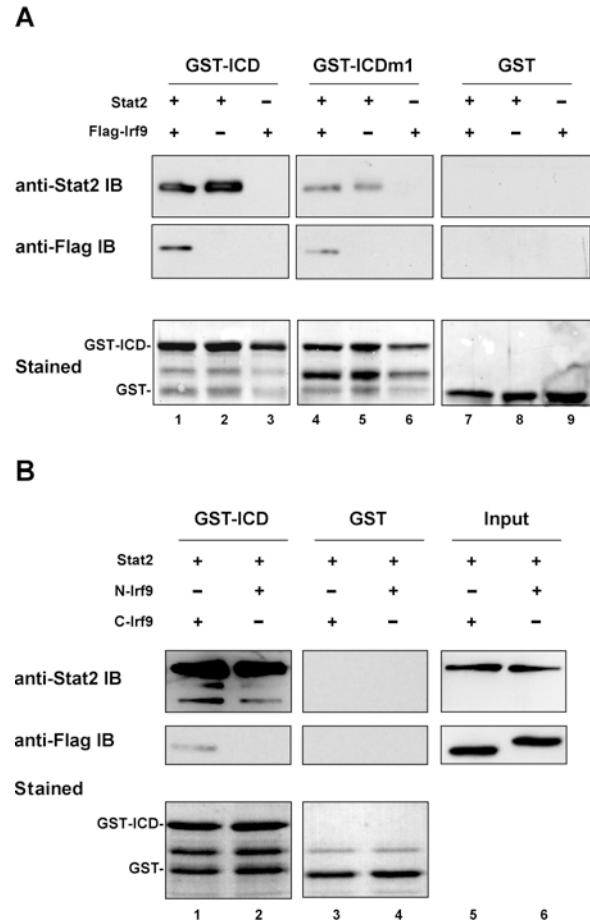 A
GST-ICD GST-ICDm1 GST
Stat2 + + − + + − + + −
Flag-Irf9 + − + + − + + − +
anti-Stat2 IB
anti-Flag IB
GST-ICD-
Stained
GST-
1 2 3 4 5 6 7 8 9
B
GST-ICD GST Input
Stat2 + + + + + +
N-Irf9 − + − + − +
C-Irf9 + − + − + −
anti-Stat2 IB
anti-Flag IB
Stained
GST-ICD-
GST-
1 2 3 4 5 6